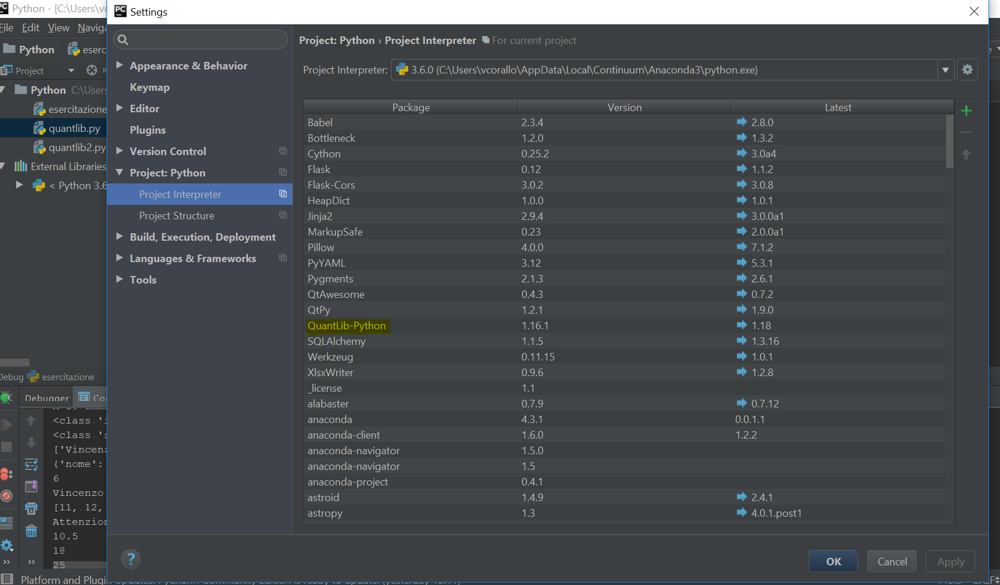 Python - [C:\Users\vc
Settings
File Edit View Naviga
Python eserc
Project
Python C:\Users
esercitazione
quantlib.py
quantlib2.py
External Libraries
< Python 3.6
Appearance & Behavior
Keymap
Editor
Plugins
Version Control
Project: Python
Project Interpreter
Project Structure
Build, Execution, Deployment
Languages & Frameworks
Tools
Project: Python › Project Interpreter For current project
Project Interpreter: 3.6.0 (C:\Users\vcorallo\AppData\Local\Continuum\Anaconda3\python.exe)
Package Version Latest
Babel 2.3.4 2.8.0
Bottleneck 1.2.0 1.3.2
Cython 0.25.2 3.0a4
Flask 0.12 1.1.2
Flask-Cors 3.0.2 3.0.8
HeapDict 1.0.0 1.0.1
Jinja2 2.9.4 3.0.0a1
MarkupSafe 0.23 2.0.0a1
Pillow 4.0.0 7.1.2
PyYAML 3.12 5.3.1
Pygments 2.1.3 2.6.1
QtAwesome 0.4.3 0.7.2
QtPy 1.2.1 1.9.0
QuantLib-Python 1.16.1 1.18
SQLAlchemy 1.1.5 1.3.16
Werkzeug 0.11.15 1.0.1
XlsxWriter 0.9.6 1.2.8
_license 1.1
alabaster 0.7.9 0.7.12
anaconda 4.3.1 0.0.1.1
anaconda-client 1.6.0 1.2.2
anaconda-navigator 1.5.0
anaconda-navigator 1.5
anaconda-project 0.4.1
astroid 1.4.9 2.4.1
astropy 1.3 4.0.1.post1
Debug esercitazione
Debugger Co
<class 'i
<class 's
['Vincenz
{'nome':
6
Vincenzo
[11, 12,
Attenzion
10.5
18
25
? OK Cancel Apply
Platform and Plugin Updates: PyCharm Community Edition is ready to update. (yesterday